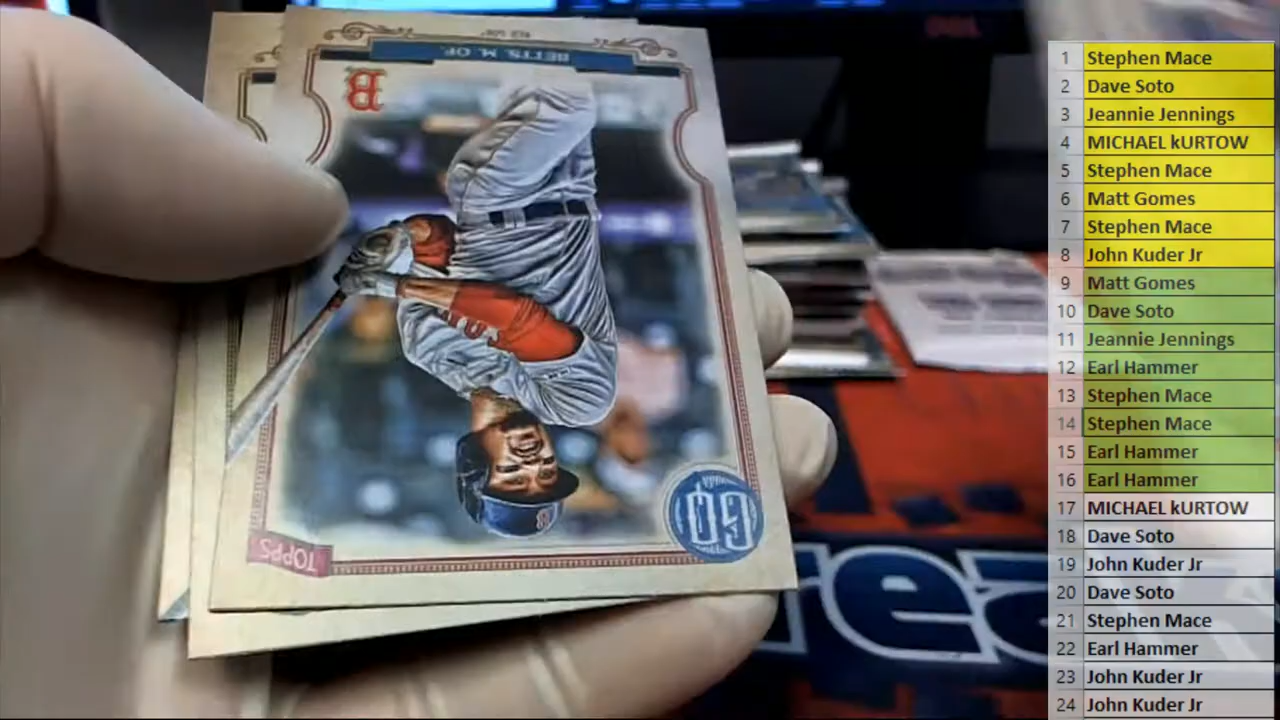 BETTS, M. OF.
B
TOPPS
GQ
rea
1 Stephen Mace
2 Dave Soto
3 Jeannie Jennings
4 MICHAEL kURTOW
5 Stephen Mace
6 Matt Gomes
7 Stephen Mace
8 John Kuder Jr
9 Matt Gomes
10 Dave Soto
11 Jeannie Jennings
12 Earl Hammer
13 Stephen Mace
14 Stephen Mace
15 Earl Hammer
16 Earl Hammer
17 MICHAEL kURTOW
18 Dave Soto
19 John Kuder Jr
20 Dave Soto
21 Stephen Mace
22 Earl Hammer
23 John Kuder Jr
24 John Kuder Jr